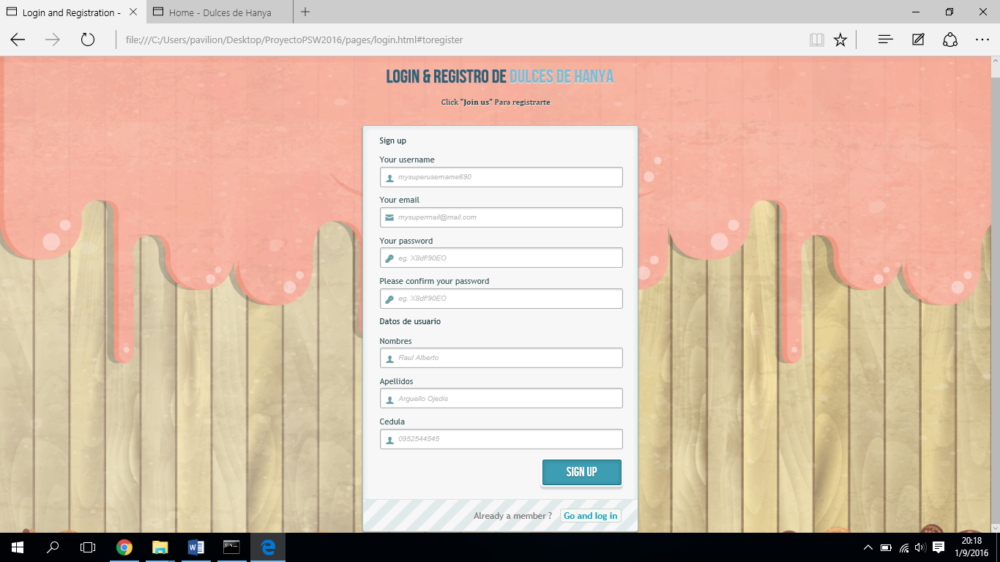 Login and Registration -
Home - Dulces de Hanya
file:///C:/Users/pavilion/Desktop/ProyectoPSW2016/pages/login.html#toregister
LOGIN & REGISTRO DE DULCES DE HANYA
Click "Join us" Para registrarte
Sign up
Your username
mysuperusername690
Your email
mysupermail@mail.com
Your password
eg. X8df!90EO
Please confirm your password
eg. X8df!90EO
Datos de usuario
Nombres
Raul Alberto
Apellidos
Arguello Ojedis
Cedula
0952544545
SIGN UP
Already a member ? Go and log in
20:18
1/9/2016